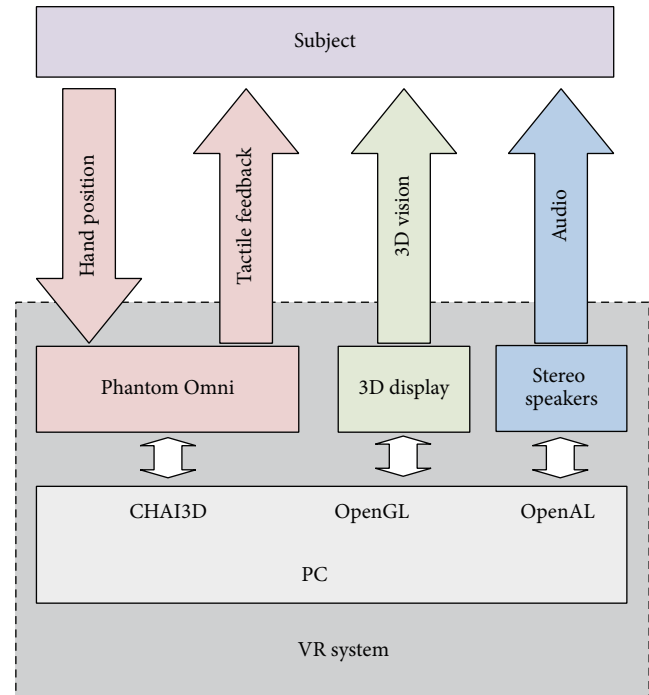 Subject
Hand position
Tactile feedback
3D vision
Audio
Phantom Omni
3D display
Stereo
speakers
CHAI3D
OpenGL
OpenAL
PC
VR system